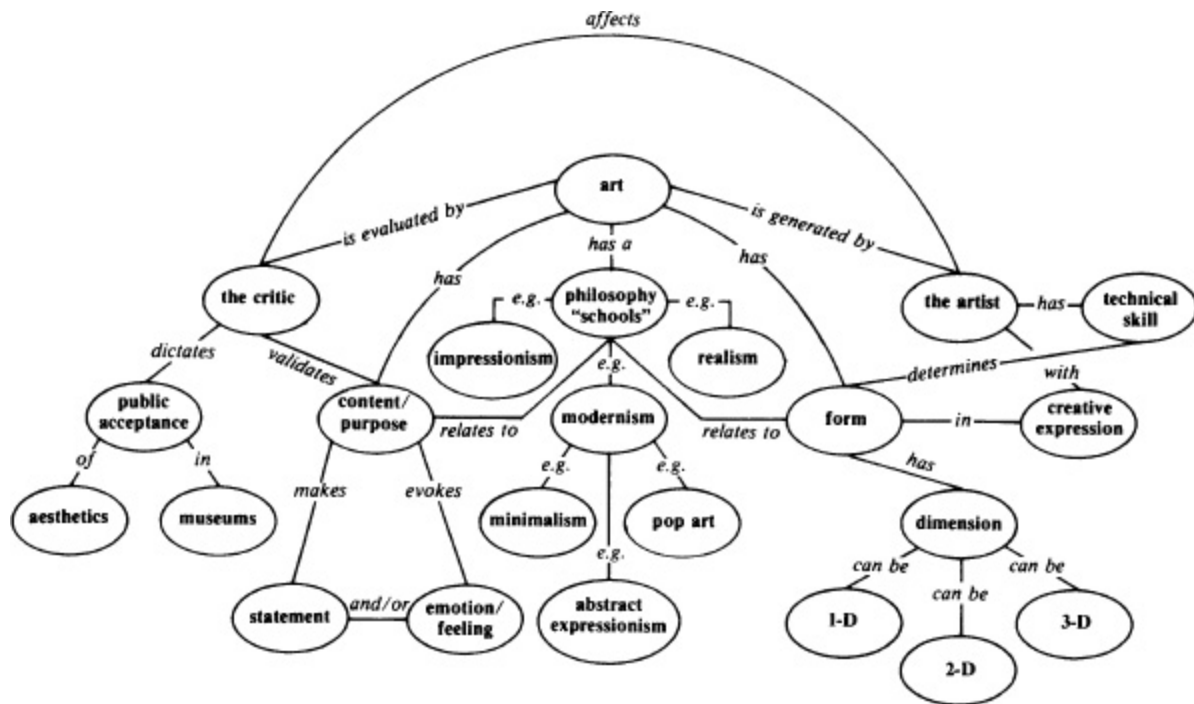 affects
art
is evaluated by
is generated by
has
has a
has
the critic
philosophy
"schools"
e.g.
e.g.
impressionism
realism
the artist
has
technical
skill
dictates
validates
e.g.
determines
with
public
acceptance
content/
purpose
relates to
modernism
relates to
form
in
creative
expression
of
in
makes
evokes
e.g.
e.g.
has
aesthetics
museums
minimalism
pop art
dimension
e.g.
can be
can be
can be
statement
and/or
emotion/
feeling
abstract
expressionism
1-D
2-D
3-D